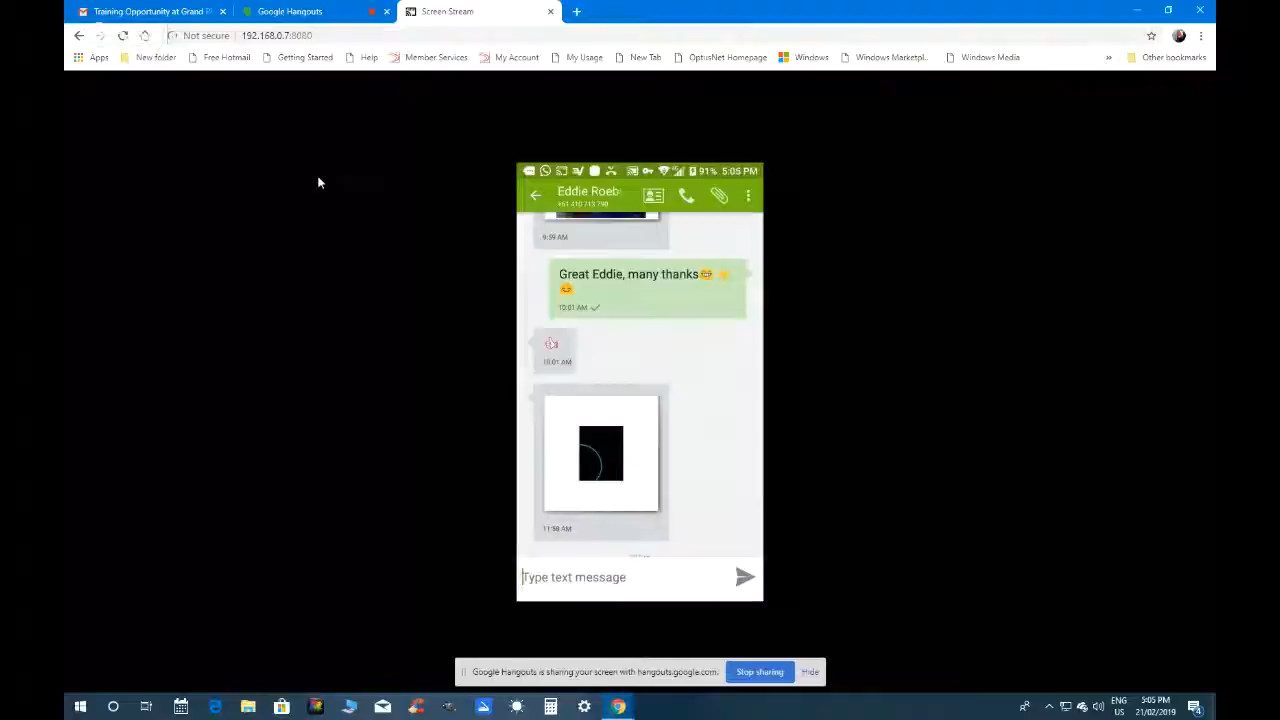 Training Opportunity at Grand
Google Hangouts
Screen Stream
Not secure
192.168.0.7:8080
Apps
New folder
Free Hotmail
Getting Started
Help
Member Services
My Account
My Usage
New Tab
OptusNet Homepage
Windows
Windows Marketpl..
Windows Media
»
Other bookmarks
91% 5:05 PM
Eddie Roeb
+61 410 713 790
9:59 AM
Great Eddie, many thanks😁 👋
😊
10:01 AM ✓
👍
10:01 AM
11:58 AM
Type text message
Google Hangouts is sharing your screen with hangouts.google.com.
Stop sharing
Hide
ENG
US
5:05 PM
21/02/2019